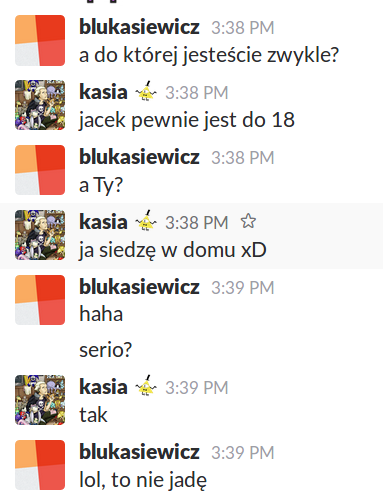 blukasiewicz 3:38 PM
a do której jesteście zwykle?
kasia 3:38 PM
jacek pewnie jest do 18
blukasiewicz 3:38 PM
a Ty?
kasia 3:38 PM
ja siedzę w domu xD
blukasiewicz 3:39 PM
haha
serio?
kasia 3:39 PM
tak
blukasiewicz 3:39 PM
lol, to nie jadę